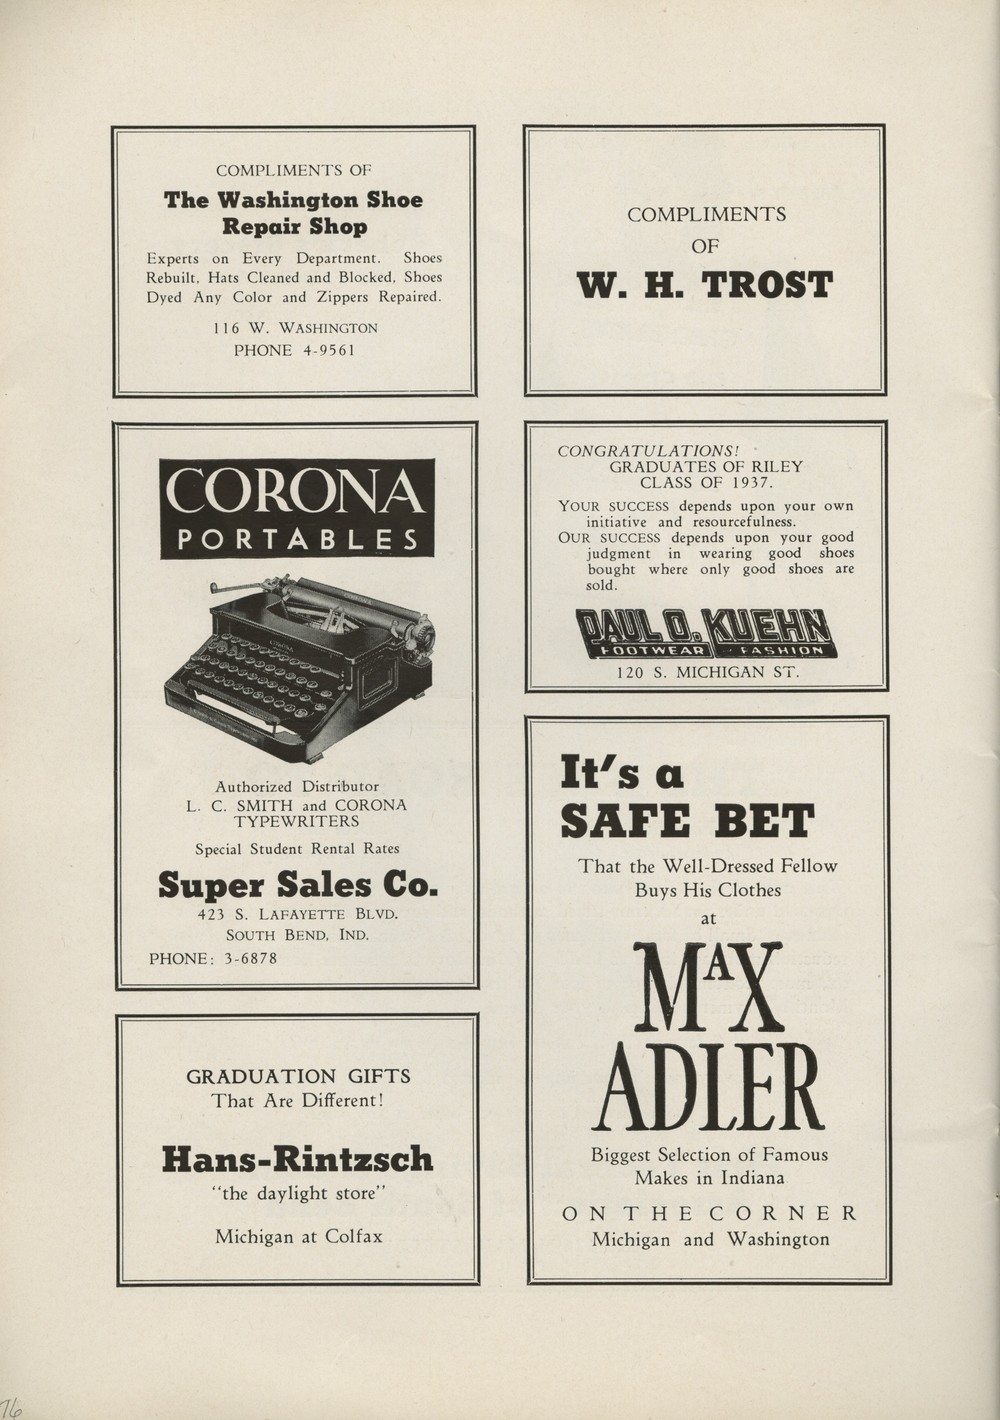 COMPLIMENTS OF
The Washington Shoe
Repair Shop
Experts on Every Department. Shoes
Rebuilt, Hats Cleaned and Blocked, Shoes
Dyed Any Color and Zippers Repaired.
116 W. WASHINGTON
PHONE 4-9561
CORONA
PORTABLES
CORONA
Authorized Distributor
L. C. SMITH and CORONA
TYPEWRITERS
Special Student Rental Rates
Super Sales Co.
423 S. LAFAYETTE BLVD.
SOUTH BEND, IND.
PHONE: 3-6878
GRADUATION GIFTS
That Are Different!
Hans-Rintzsch
"the daylight store"
Michigan at Colfax
COMPLIMENTS
OF
W. H. TROST
CONGRATULATIONS!
GRADUATES OF RILEY
CLASS OF 1937.
YOUR SUCCESS depends upon your own
initiative and resourcefulness.
OUR SUCCESS depends upon your good
judgment in wearing good shoes
bought where only good shoes are
sold.
PAUL O. KUEHN
FOOTWEAR FASHION
120 S. MICHIGAN ST.
It's a
SAFE BET
That the Well-Dressed Fellow
Buys His Clothes
at
MAX
ADLER
Biggest Selection of Famous
Makes in Indiana
ON THE CORNER
Michigan and Washington
76